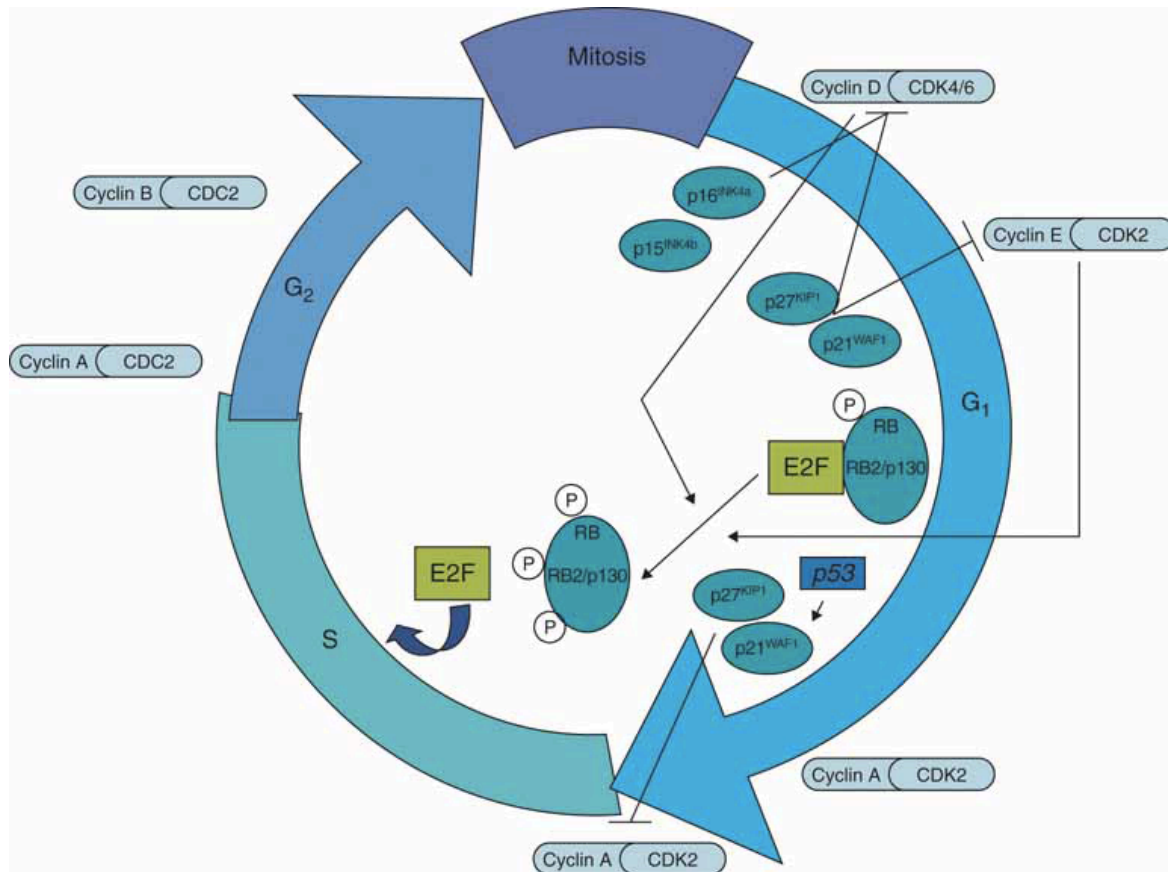 Mitosis
Cyclin D CDK4/6
Cyclin B CDC2
p16INK4a
p15INK4b
Cyclin E CDK2
G2
p27KIP1
p21WAF1
Cyclin A CDC2
G1
P
RB
E2F
RB2/p130
P
RB
P
E2F
RB2/p130
P
p53
p27KIP1
p21WAF1
S
Cyclin A CDK2
Cyclin A CDK2